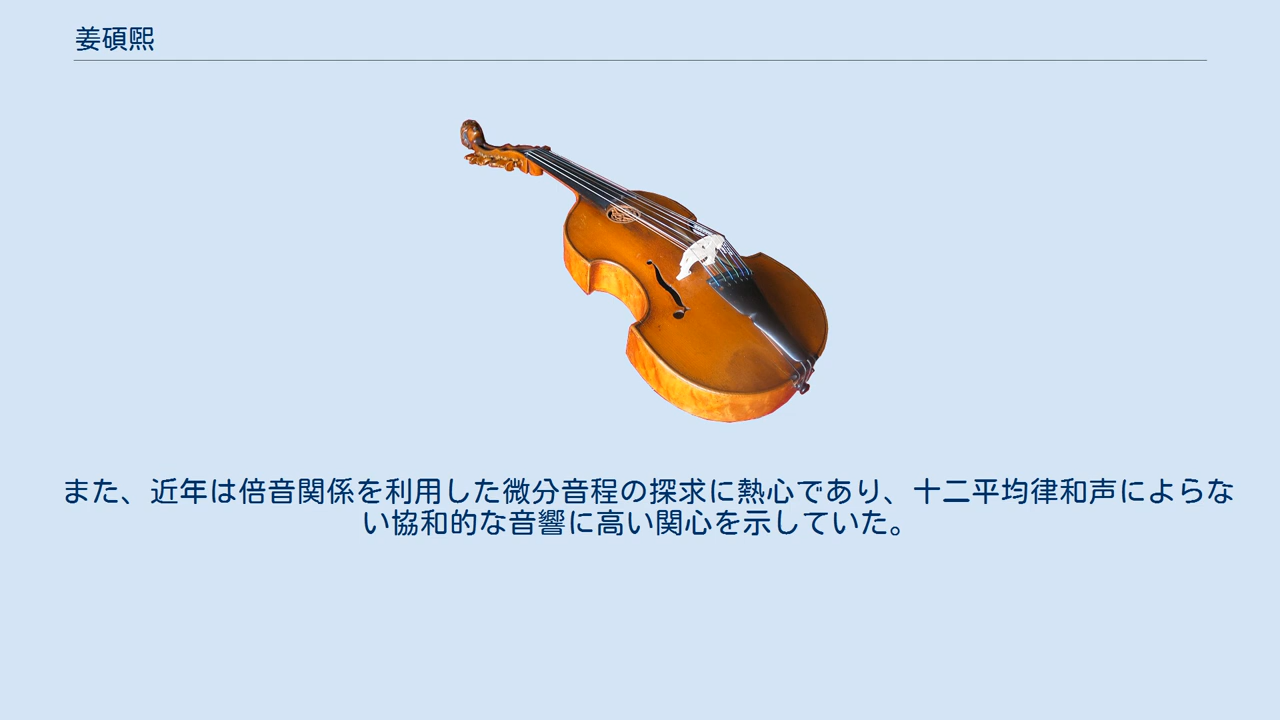 姜碩熙
また、近年は倍音関係を利用した微分音程の探求に熱心であり、十二平均律和声によらな
い協和的な音響に高い関心を示していた。